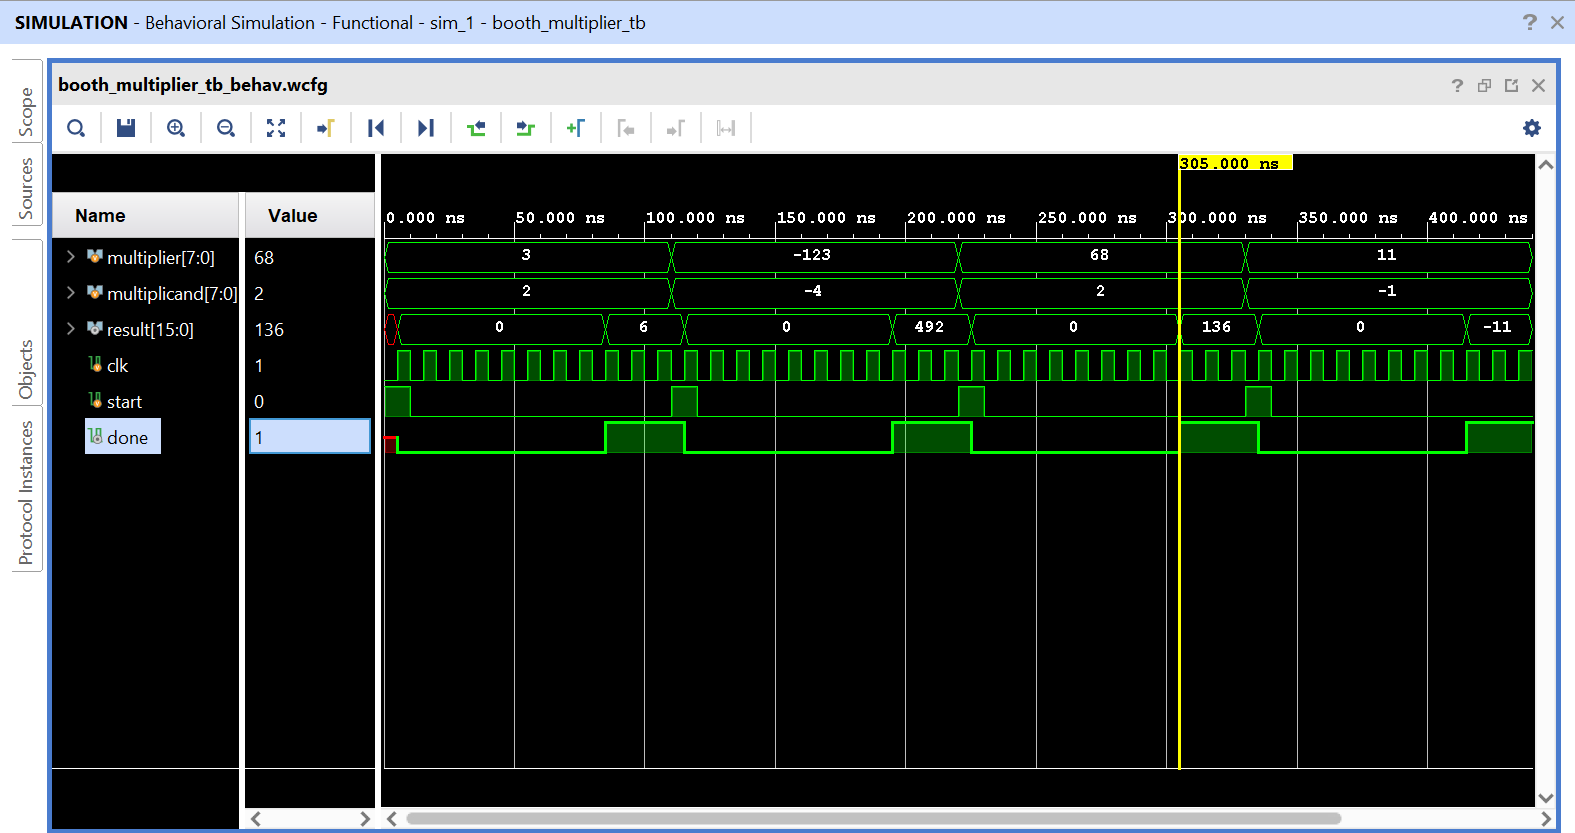 SIMULATION - Behavioral Simulation - Functional - sim_1 - booth_multiplier_tb
booth_multiplier_tb_behav.wcfg
Scope
Sources
Objects
Protocol Instances
305.000 ns
Name Value
0.000 ns 50.000 ns 100.000 ns 150.000 ns 200.000 ns 250.000 ns 300.000 ns 350.000 ns 400.000 ns
multiplier[7:0] 68 3 -123 68 11
multiplicand[7:0] 2 2 -4 2 -1
result[15:0] 136 0 6 0 492 0 136 0 -11
clk 1
start 0
done 1